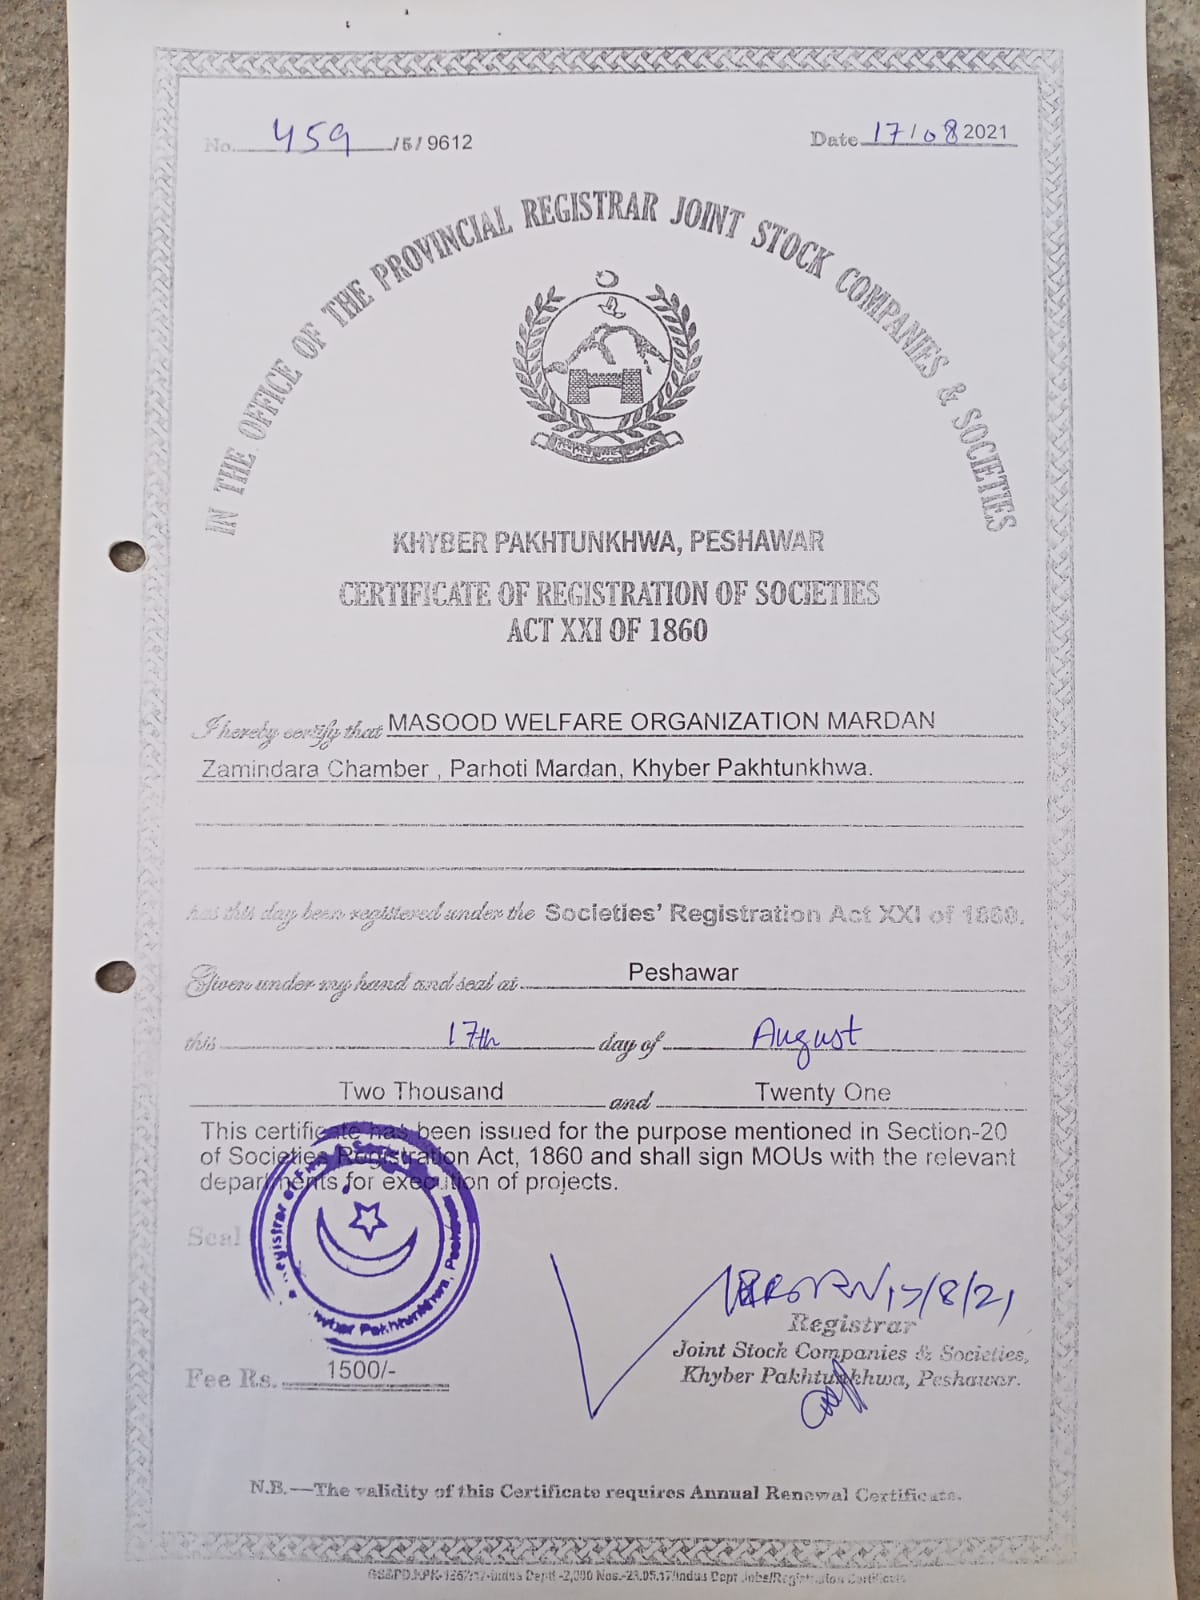 No. 459 /5/ 9612
Date 17/08 2021
IN THE OFFICE OF THE PROVINCIAL REGISTRAR JOINT STOCK COMPANIES & SOCIETIES
KHYBER PAKHTUNKHWA, PESHAWAR
CERTIFICATE OF REGISTRATION OF SOCIETIES
ACT XXI OF 1860
I hereby certify that MASOOD WELFARE ORGANIZATION MARDAN
Zamindara Chamber , Parhoti Mardan, Khyber Pakhtunkhwa.
has this day been registered under the Societies' Registration Act XXI of 1860.
Given under my hand and seal at Peshawar
this 17th day of August
Two Thousand and Twenty One
This certificate has been issued for the purpose mentioned in Section-20
of Societies Registration Act, 1860 and shall sign MOUs with the relevant
departments for execution of projects.
Seal
Khyber Pakhtunkhwa, Peshawar
17/8/21
Registrar
Joint Stock Companies & Societies,
Khyber Pakhtunkhwa, Peshawar.
Fee Rs. 1500/-
N.B.—The validity of this Certificate requires Annual Renewal Certificate.